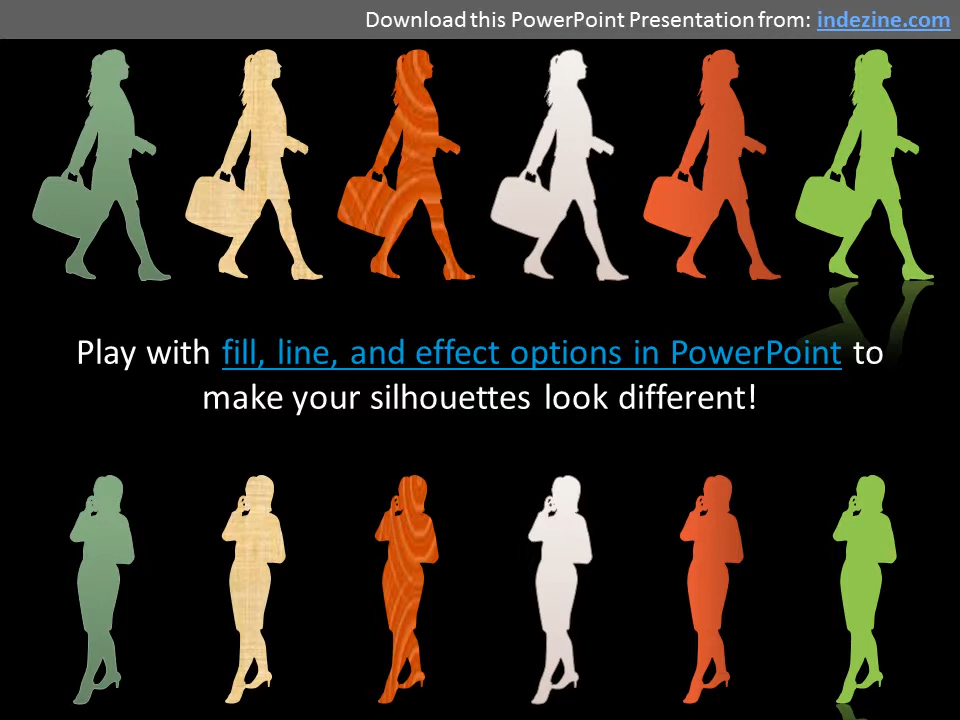 Download this PowerPoint Presentation from: indezine.com
Play with fill, line, and effect options in PowerPoint to
make your silhouettes look different!